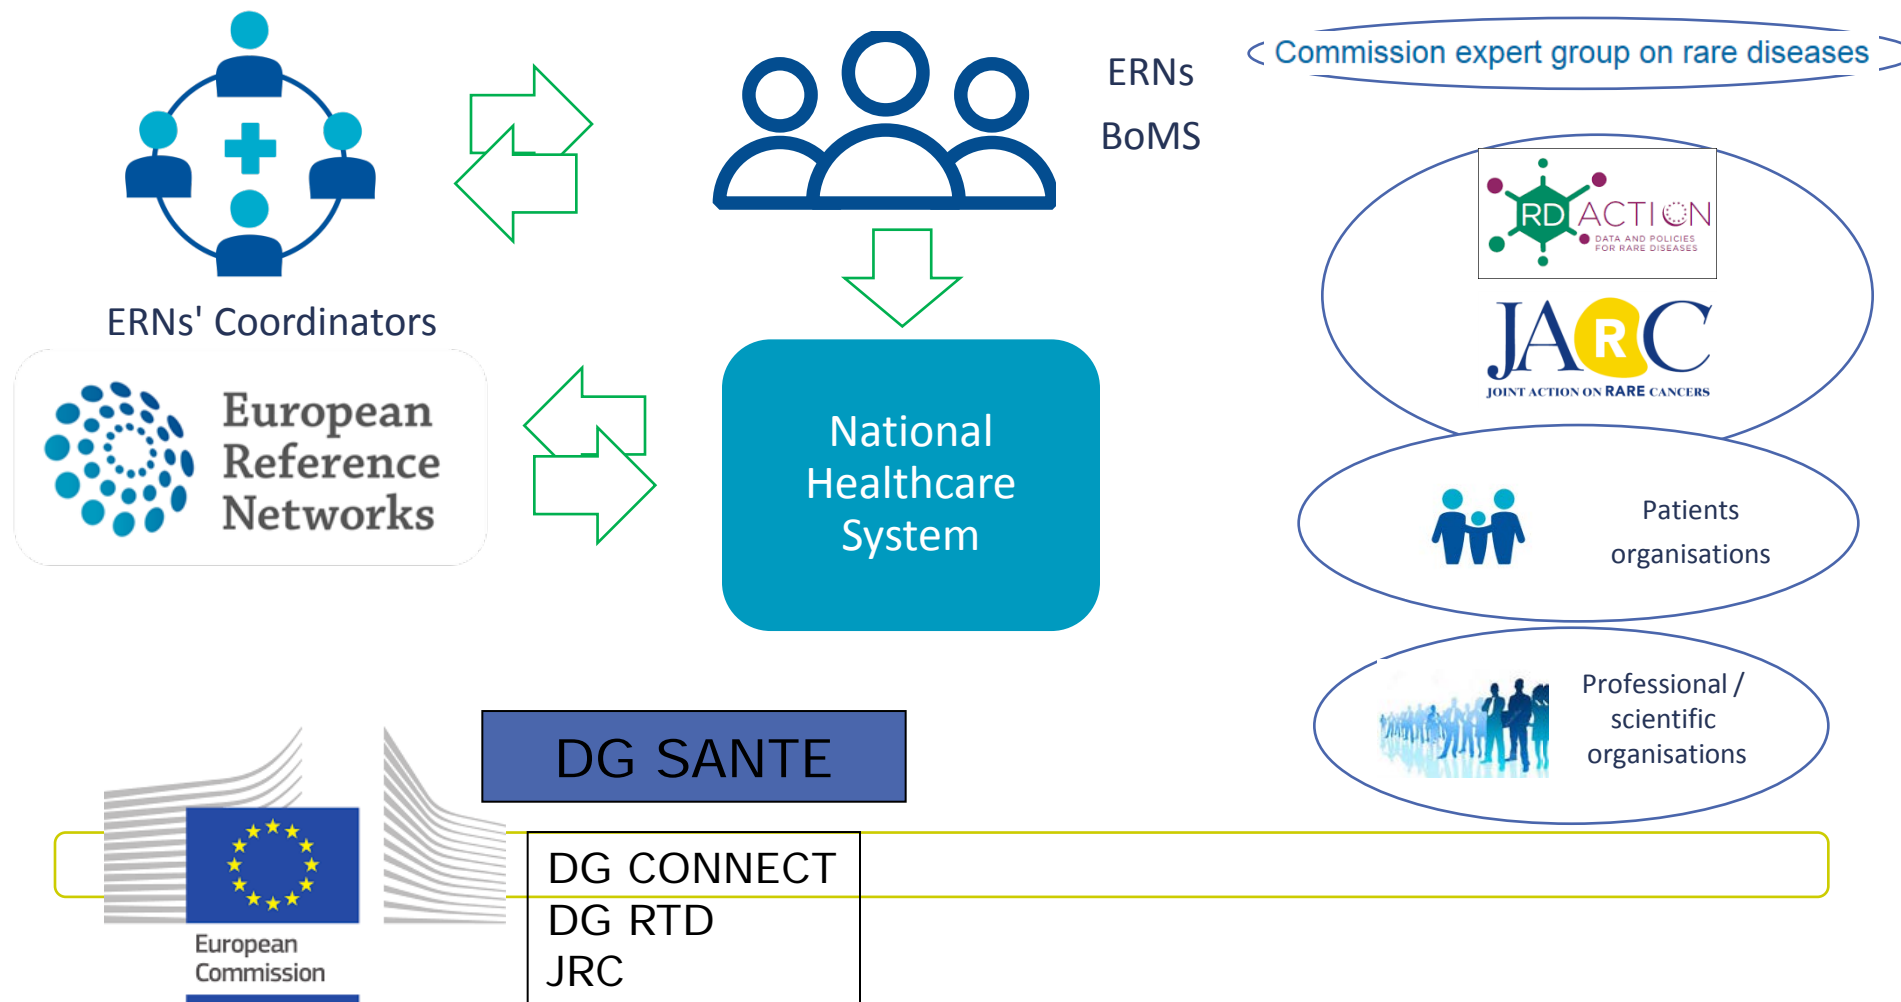 ERNs
BoMS
Commission expert group on rare diseases
RD ACTION
DATA AND POLICIES
FOR RARE DISEASES
JARC
JOINT ACTION ON RARE CANCERS
ERNs' Coordinators
European
Reference
Networks
National
Healthcare
System
Patients
organisations
Professional /
scientific
organisations
DG SANTE
DG CONNECT
DG RTD
JRC
European
Commission